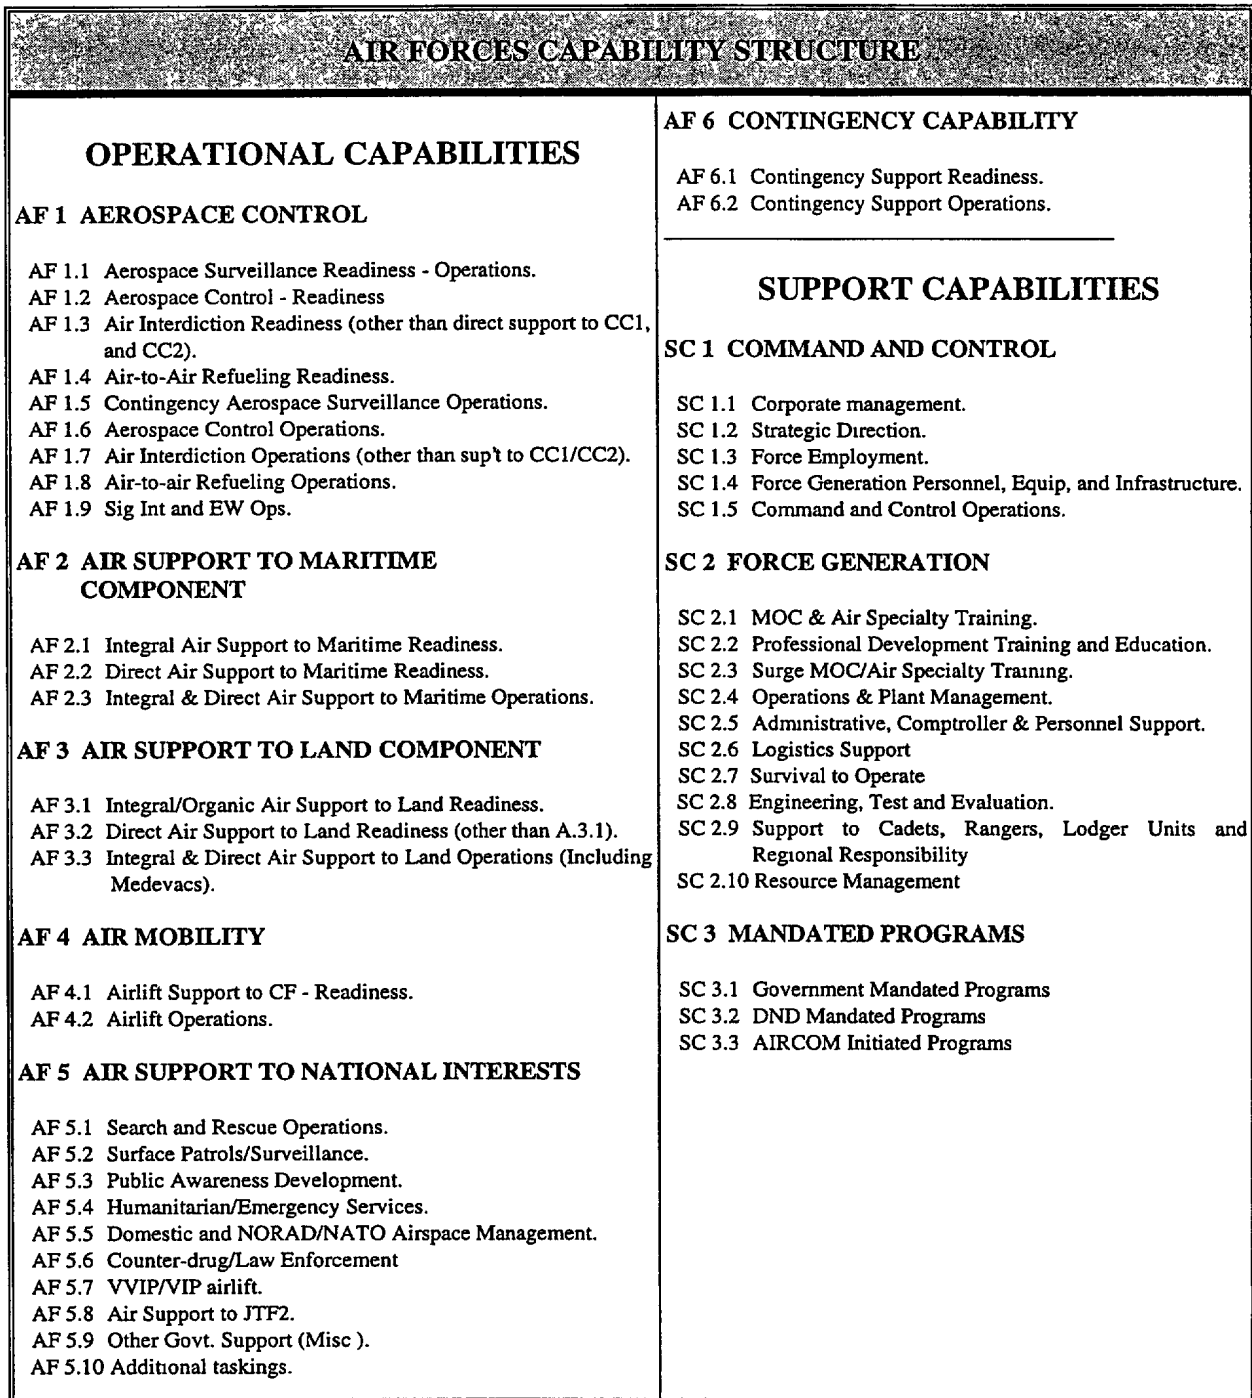 AIR FORCES CAPABILITY STRUCTURE
OPERATIONAL CAPABILITIES
AF 1 AEROSPACE CONTROL
AF 1.1 Aerospace Surveillance Readiness - Operations.
AF 1.2 Aerospace Control - Readiness
AF 1.3 Air Interdiction Readiness (other than direct support to CC1,
and CC2).
AF 1.4 Air-to-Air Refueling Readiness.
AF 1.5 Contingency Aerospace Surveillance Operations.
AF 1.6 Aerospace Control Operations.
AF 1.7 Air Interdiction Operations (other than sup't to CC1/CC2).
AF 1.8 Air-to-air Refueling Operations.
AF 1.9 Sig Int and EW Ops.
AF 2 AIR SUPPORT TO MARITIME
COMPONENT
AF 2.1 Integral Air Support to Maritime Readiness.
AF 2.2 Direct Air Support to Maritime Readiness.
AF 2.3 Integral & Direct Air Support to Maritime Operations.
AF 3 AIR SUPPORT TO LAND COMPONENT
AF 3.1 Integral/Organic Air Support to Land Readiness.
AF 3.2 Direct Air Support to Land Readiness (other than A.3.1).
AF 3.3 Integral & Direct Air Support to Land Operations (Including
Medevacs).
AF 4 AIR MOBILITY
AF 4.1 Airlift Support to CF - Readiness.
AF 4.2 Airlift Operations.
AF 5 AIR SUPPORT TO NATIONAL INTERESTS
AF 5.1 Search and Rescue Operations.
AF 5.2 Surface Patrols/Surveillance.
AF 5.3 Public Awareness Development.
AF 5.4 Humanitarian/Emergency Services.
AF 5.5 Domestic and NORAD/NATO Airspace Management.
AF 5.6 Counter-drug/Law Enforcement
AF 5.7 VVIP/VIP airlift.
AF 5.8 Air Support to JTF2.
AF 5.9 Other Govt. Support (Misc ).
AF 5.10 Additional taskings.
AF 6 CONTINGENCY CAPABILITY
AF 6.1 Contingency Support Readiness.
AF 6.2 Contingency Support Operations.
SUPPORT CAPABILITIES
SC 1 COMMAND AND CONTROL
SC 1.1 Corporate management.
SC 1.2 Strategic Direction.
SC 1.3 Force Employment.
SC 1.4 Force Generation Personnel, Equip, and Infrastructure.
SC 1.5 Command and Control Operations.
SC 2 FORCE GENERATION
SC 2.1 MOC & Air Specialty Training.
SC 2.2 Professional Development Training and Education.
SC 2.3 Surge MOC/Air Specialty Training.
SC 2.4 Operations & Plant Management.
SC 2.5 Administrative, Comptroller & Personnel Support.
SC 2.6 Logistics Support
SC 2.7 Survival to Operate
SC 2.8 Engineering, Test and Evaluation.
SC 2.9 Support to Cadets, Rangers, Lodger Units and
Regional Responsibility
SC 2.10 Resource Management
SC 3 MANDATED PROGRAMS
SC 3.1 Government Mandated Programs
SC 3.2 DND Mandated Programs
SC 3.3 AIRCOM Initiated Programs